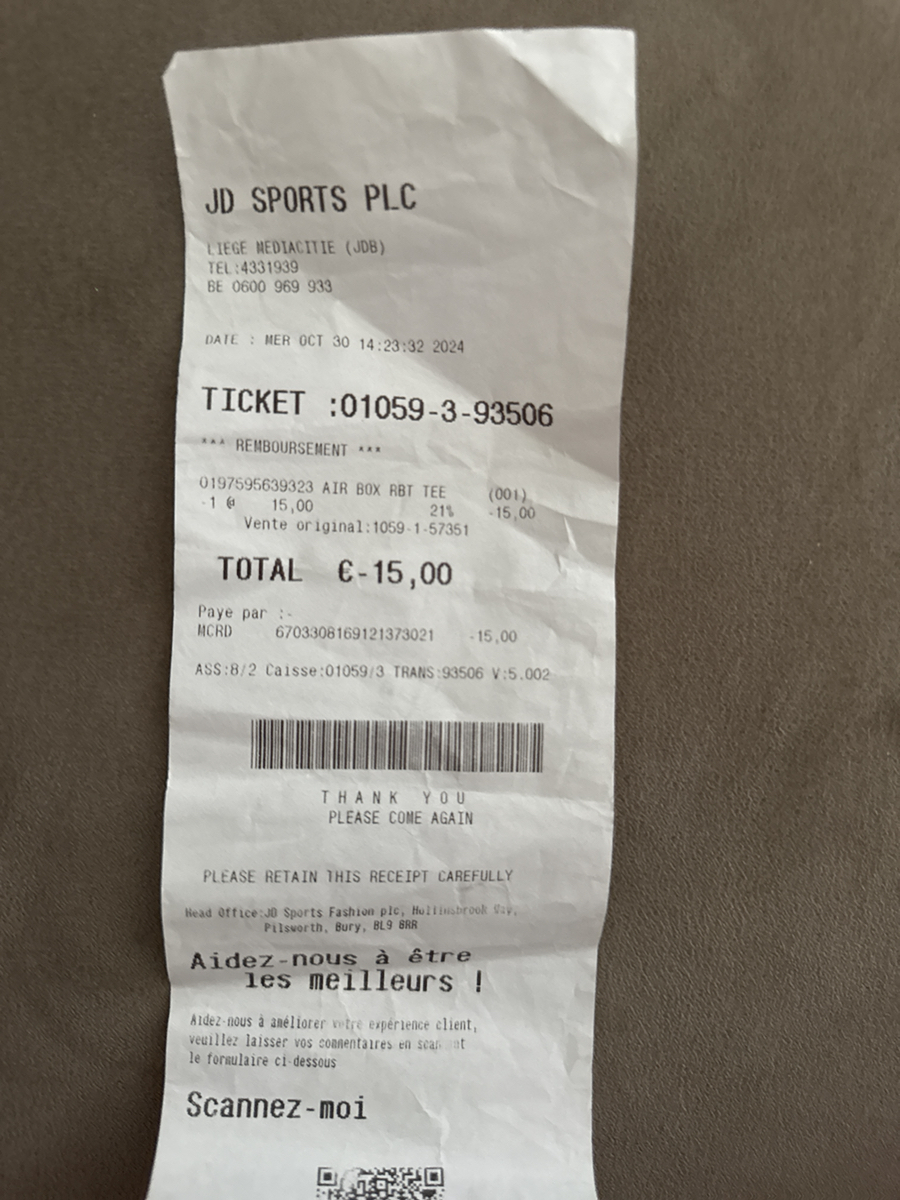 JD SPORTS PLC
LIEGE MEDIACITIE (JDB)
TEL:4331939
BE 0600 969 933
DATE : MER OCT 30 14:23:32 2024
TICKET :01059-3-93506
*** REMBOURSEMENT ***
0197595639323 AIR BOX RBT TEE (001)
-1 @ 15,00 21% -15,00
Vente original:1059-1-57351
TOTAL €-15,00
Paye par :-
MCRD 6703308169121373021 -15,00
ASS:8/2 Caisse:01059/3 TRANS:93506 V:5.002
THANK YOU
PLEASE COME AGAIN
PLEASE RETAIN THIS RECEIPT CAREFULLY
Head Office:JD Sports Fashion plc, Hollinsbrook Way,
Pilsworth, Bury, BL9 8RR
Aidez-nous à être
les meilleurs !
Aidez-nous à améliorer votre expérience client,
veuillez laisser vos commentaires en
le formulaire ci-dessous
Scannez-moi